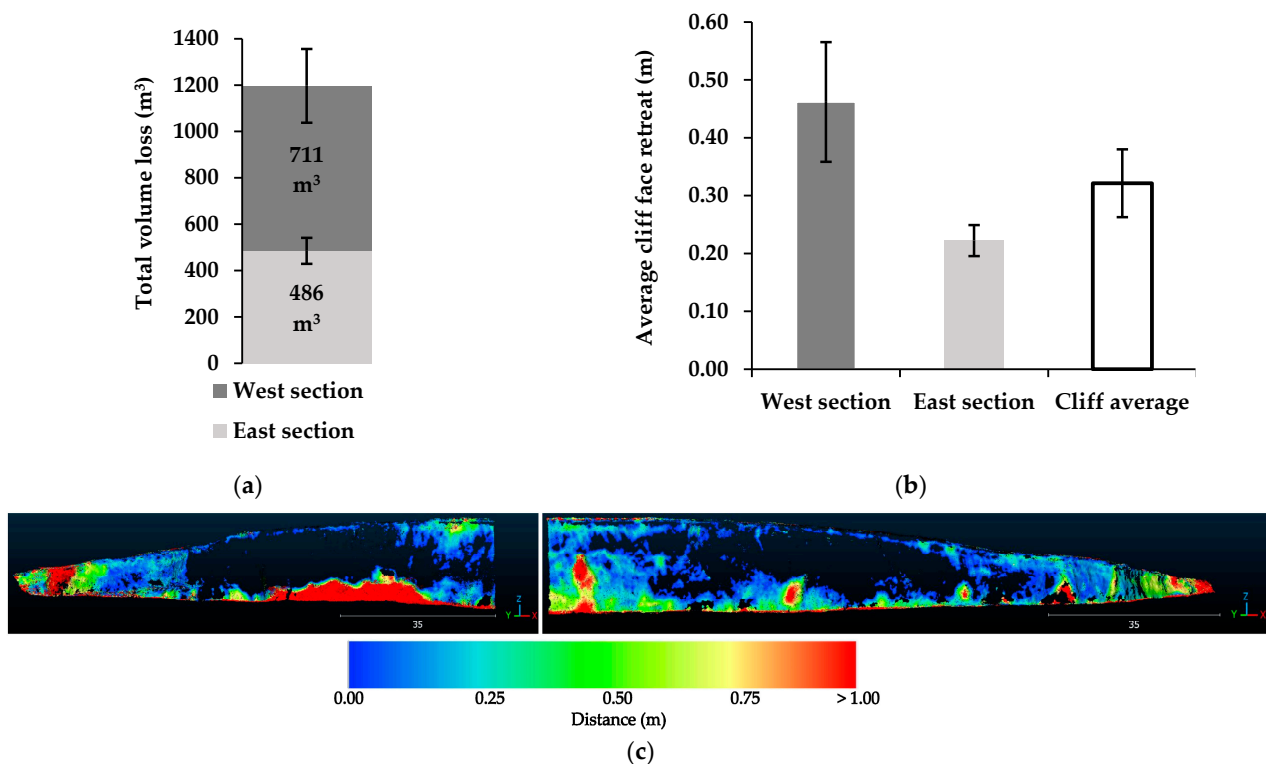 Total volume loss (m³)
1400
1200
1000
800
600
400
200
0
711
m³
486
m³
West section
East section
(a)
Average cliff face retreat (m)
0.60
0.50
0.40
0.30
0.20
0.10
0.00
West section East section Cliff average
(b)
35
Z
Y X
35
Z
Y X
0.00 0.25 0.50 0.75 > 1.00
Distance (m)
(c)